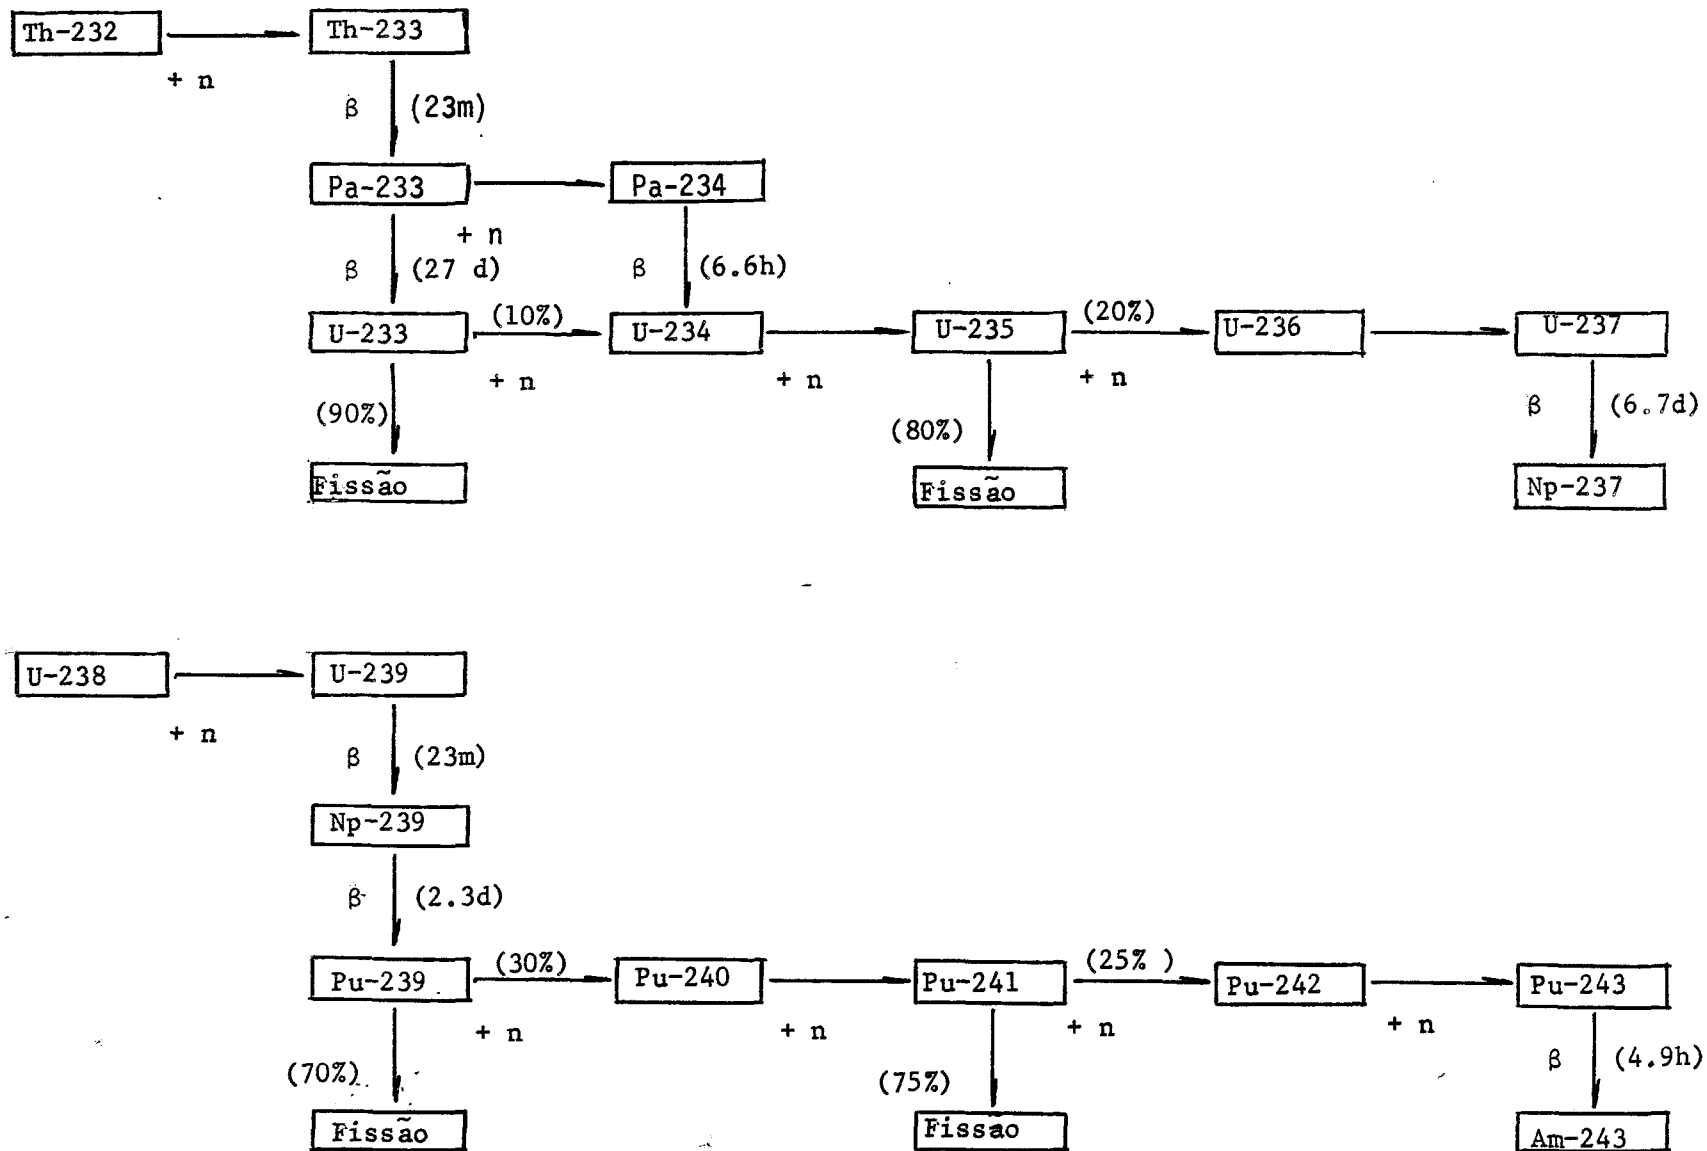 Th-232
Th-233
+ n
β (23m)
Pa-233
Pa-234
+ n
β (27 d)
β (6.6h)
U-233
(10%)
U-234
U-235
(20%)
U-236
U-237
+ n
+ n
+ n
(90%)
(80%)
β (6.7d)
Fissão
Fissão
Np-237
U-238
U-239
+ n
β (23m)
Np-239
β (2.3d)
Pu-239
(30%)
Pu-240
Pu-241
(25% )
Pu-242
Pu-243
+ n
+ n
+ n
+ n
(70%)
(75%)
β (4.9h)
Fissão
Fissão
Am-243